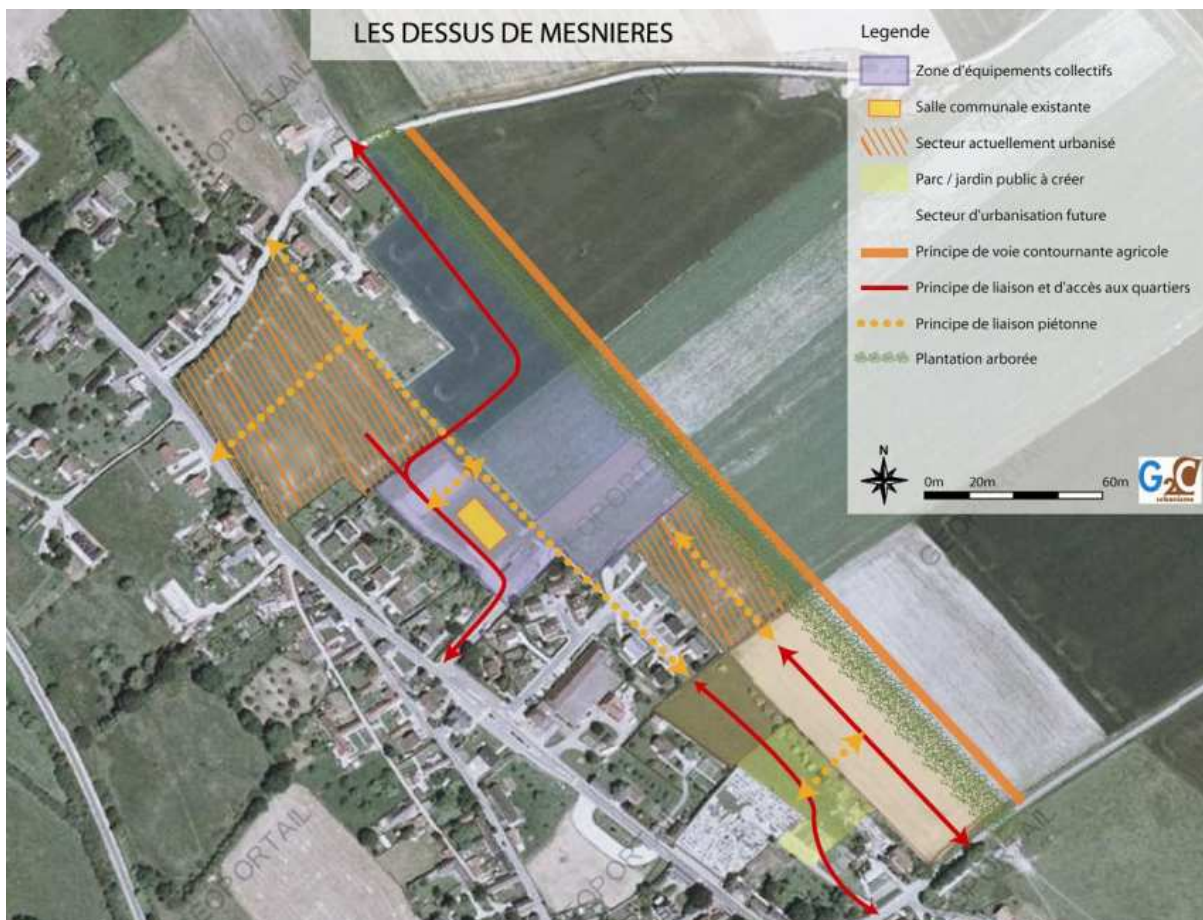 LES DESSUS DE MESNIERES
Legende
Zone d'équipements collectifs
Salle communale existante
Secteur actuellement urbanisé
Parc / jardin public à créer
Secteur d'urbanisation future
Principe de voie contournante agricole
Principe de liaison et d'accès aux quartiers
Principe de liaison piétonne
Plantation arborée
N
0m 20m 60m
G2C
urbanisme
GEOPORTAIL